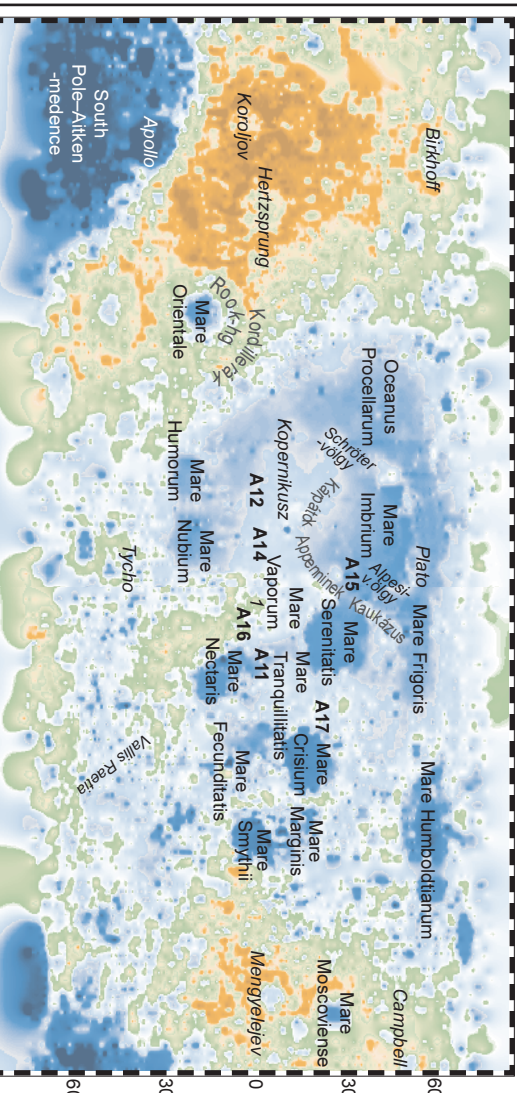 60
30
0
30
60
Birkhoff
Plato
Mare Frigoris
Mare Humboldtianum
Campbell
Oceanus
Procellarum
Schröter
-völgy
Mare
Imbrium
Alpesi-
völgy
Kaukázus
A15
Mare
Serenitatis
A17
Mare
Crisium
Mare
Marginis
Mare
Moscoviense
Kárpátok
Appenninek
Koroljov
Hertzsprung
Kordillerák
Rook-hg
Mare
Orientale
Kopernikusz
A12
A14
Mare
Vaporum
1
Mare
Tranquillitatis
A11
A16
Mare
Nectaris
Mare
Fecunditatis
Mare
Smythii
Mengyelejev
Mare
Humorum
Mare
Nubium
Apollo
South
Pole–Aitken
-medence
Tycho
Vallis Raetia